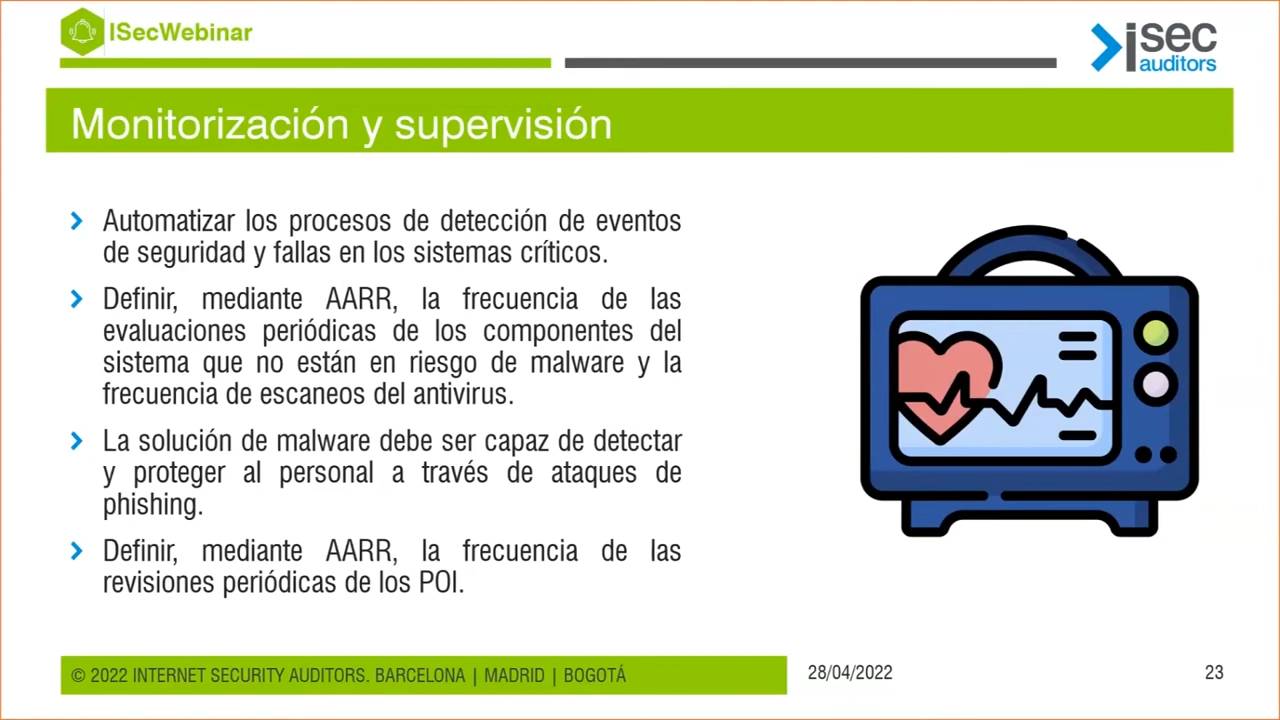 ISecWebinar
isec
auditors
Monitorización y supervisión
Automatizar los procesos de detección de eventos
de seguridad y fallas en los sistemas críticos.
Definir, mediante AARR, la frecuencia de las
evaluaciones periódicas de los componentes del
sistema que no están en riesgo de malware y la
frecuencia de escaneos del antivirus.
La solución de malware debe ser capaz de detectar
y proteger al personal a través de ataques de
phishing.
Definir, mediante AARR, la frecuencia de las
revisiones periódicas de los POI.
© 2022 INTERNET SECURITY AUDITORS. BARCELONA | MADRID | BOGOTÁ
28/04/2022
23